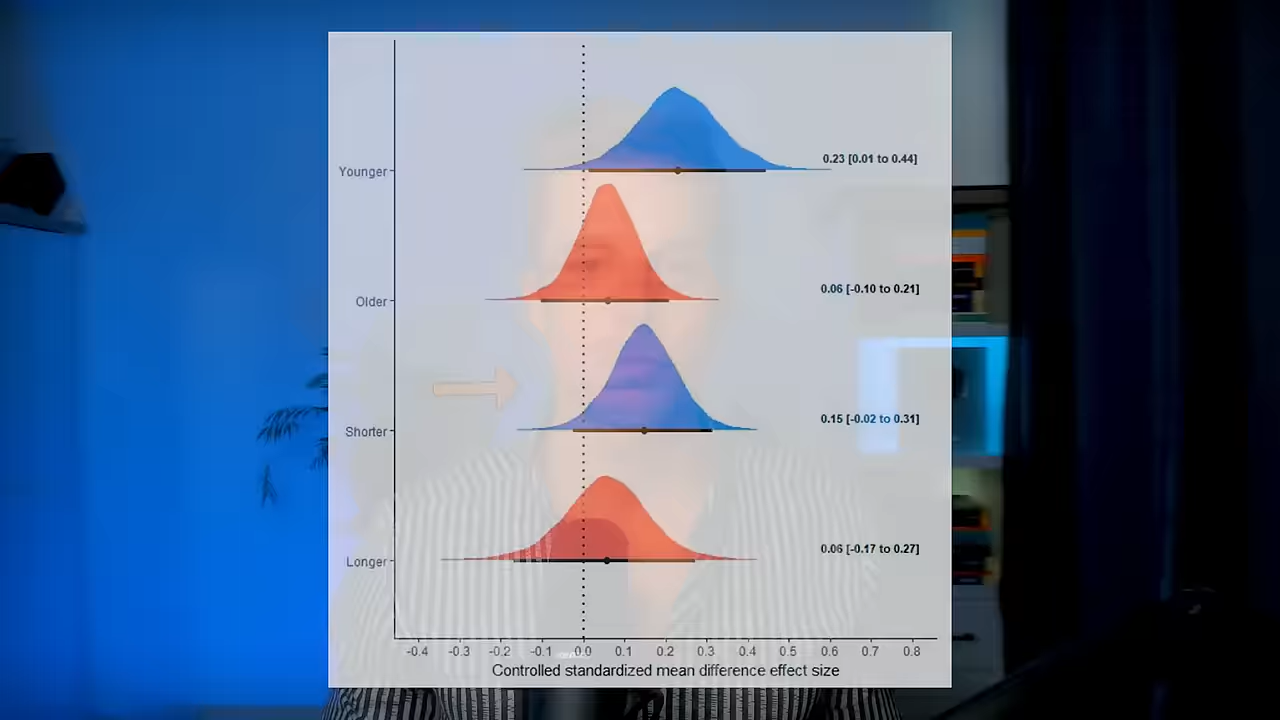 Younger
0.23 [0.01 to 0.44]
Older
0.06 [-0.10 to 0.21]
Shorter
0.15 [-0.02 to 0.31]
Longer
0.06 [-0.17 to 0.27]
-0.4 -0.3 -0.2 -0.1 0.0 0.1 0.2 0.3 0.4 0.5 0.6 0.7 0.8
Controlled standardized mean difference effect size